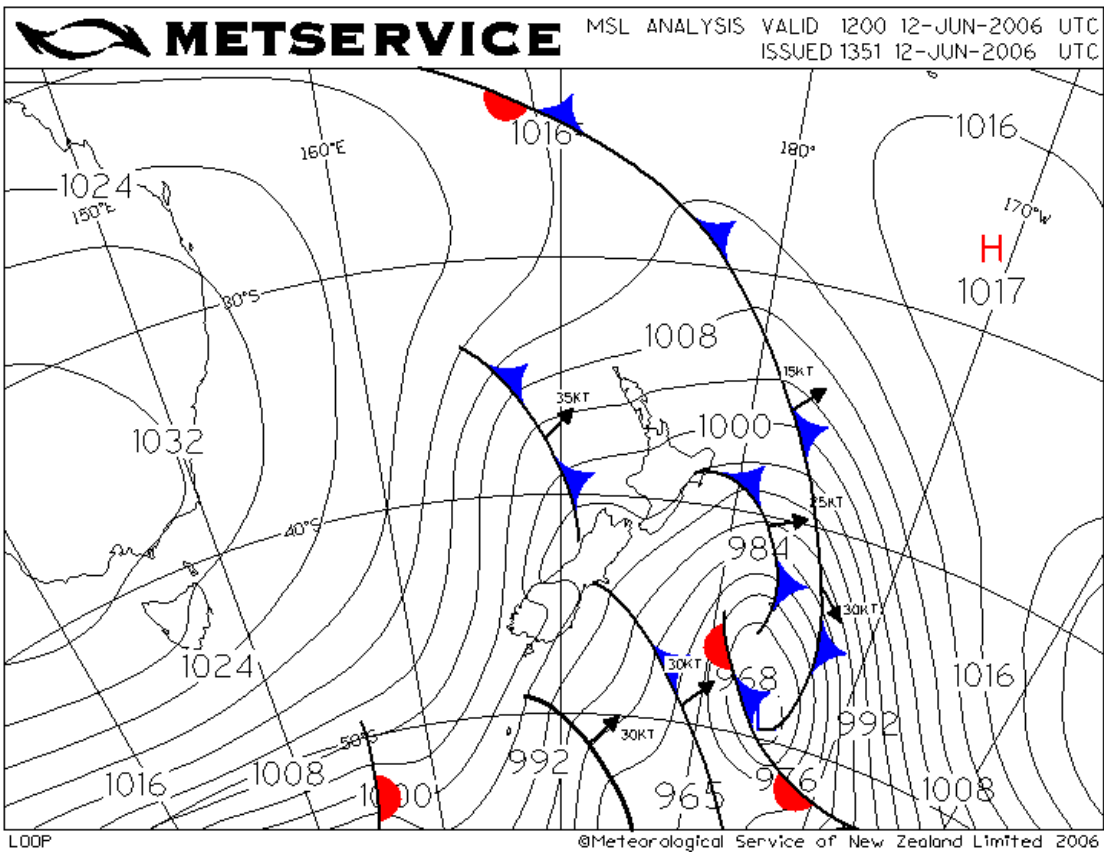 METSERVICE
MSL ANALYSIS VALID 1200 12-JUN-2006 UTC
ISSUED 1351 12-JUN-2006 UTC
1016
1016
160°E
180°
1024
150°E
170°W
H
1017
30°S
1008
15KT
35KT
1032
1000
40°S
984
30KT
1024
30KT
968
1016
992
50°S
30KT
992
1016
1008
1000
965
976
1008
LOOP
©Meteorological Service of New Zealand Limited 2006